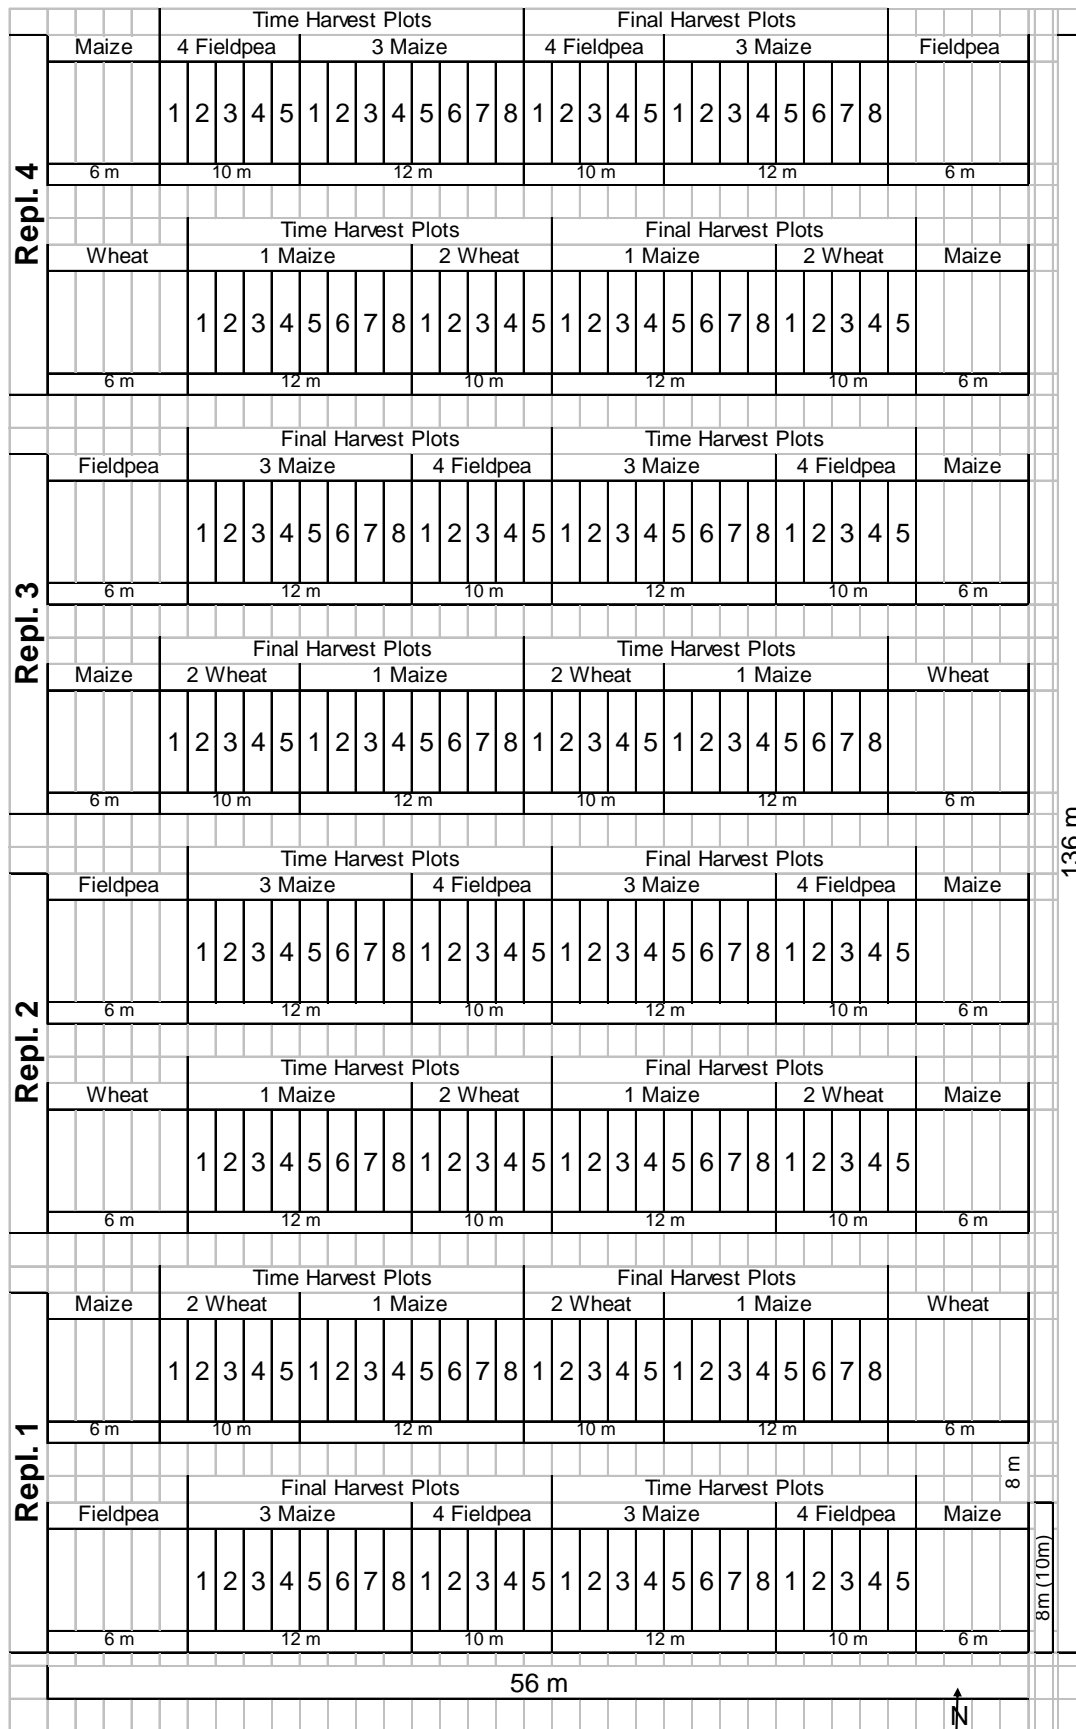 Time Harvest Plots Final Harvest Plots
Maize 4 Fieldpea 3 Maize 4 Fieldpea 3 Maize Fieldpea
1 2 3 4 5 1 2 3 4 5 6 7 8 1 2 3 4 5 1 2 3 4 5 6 7 8
6 m 10 m 12 m 10 m 12 m 6 m
Repl. 4
Time Harvest Plots Final Harvest Plots
Wheat 1 Maize 2 Wheat 1 Maize 2 Wheat Maize
1 2 3 4 5 6 7 8 1 2 3 4 5 1 2 3 4 5 6 7 8 1 2 3 4 5
6 m 12 m 10 m 12 m 10 m 6 m
Final Harvest Plots Time Harvest Plots
Fieldpea 3 Maize 4 Fieldpea 3 Maize 4 Fieldpea Maize
1 2 3 4 5 6 7 8 1 2 3 4 5 1 2 3 4 5 6 7 8 1 2 3 4 5
6 m 12 m 10 m 12 m 10 m 6 m
Repl. 3
Final Harvest Plots Time Harvest Plots
Maize 2 Wheat 1 Maize 2 Wheat 1 Maize Wheat
1 2 3 4 5 1 2 3 4 5 6 7 8 1 2 3 4 5 1 2 3 4 5 6 7 8
6 m 10 m 12 m 10 m 12 m 6 m
136 m
Time Harvest Plots Final Harvest Plots
Fieldpea 3 Maize 4 Fieldpea 3 Maize 4 Fieldpea Maize
1 2 3 4 5 6 7 8 1 2 3 4 5 1 2 3 4 5 6 7 8 1 2 3 4 5
6 m 12 m 10 m 12 m 10 m 6 m
Repl. 2
Time Harvest Plots Final Harvest Plots
Wheat 1 Maize 2 Wheat 1 Maize 2 Wheat Maize
1 2 3 4 5 6 7 8 1 2 3 4 5 1 2 3 4 5 6 7 8 1 2 3 4 5
6 m 12 m 10 m 12 m 10 m 6 m
Time Harvest Plots Final Harvest Plots
Maize 2 Wheat 1 Maize 2 Wheat 1 Maize Wheat
1 2 3 4 5 1 2 3 4 5 6 7 8 1 2 3 4 5 1 2 3 4 5 6 7 8
6 m 10 m 12 m 10 m 12 m 6 m
Repl. 1
8 m
Final Harvest Plots Time Harvest Plots
Fieldpea 3 Maize 4 Fieldpea 3 Maize 4 Fieldpea Maize
1 2 3 4 5 6 7 8 1 2 3 4 5 1 2 3 4 5 6 7 8 1 2 3 4 5
8m (10m)
6 m 12 m 10 m 12 m 10 m 6 m
56 m
N